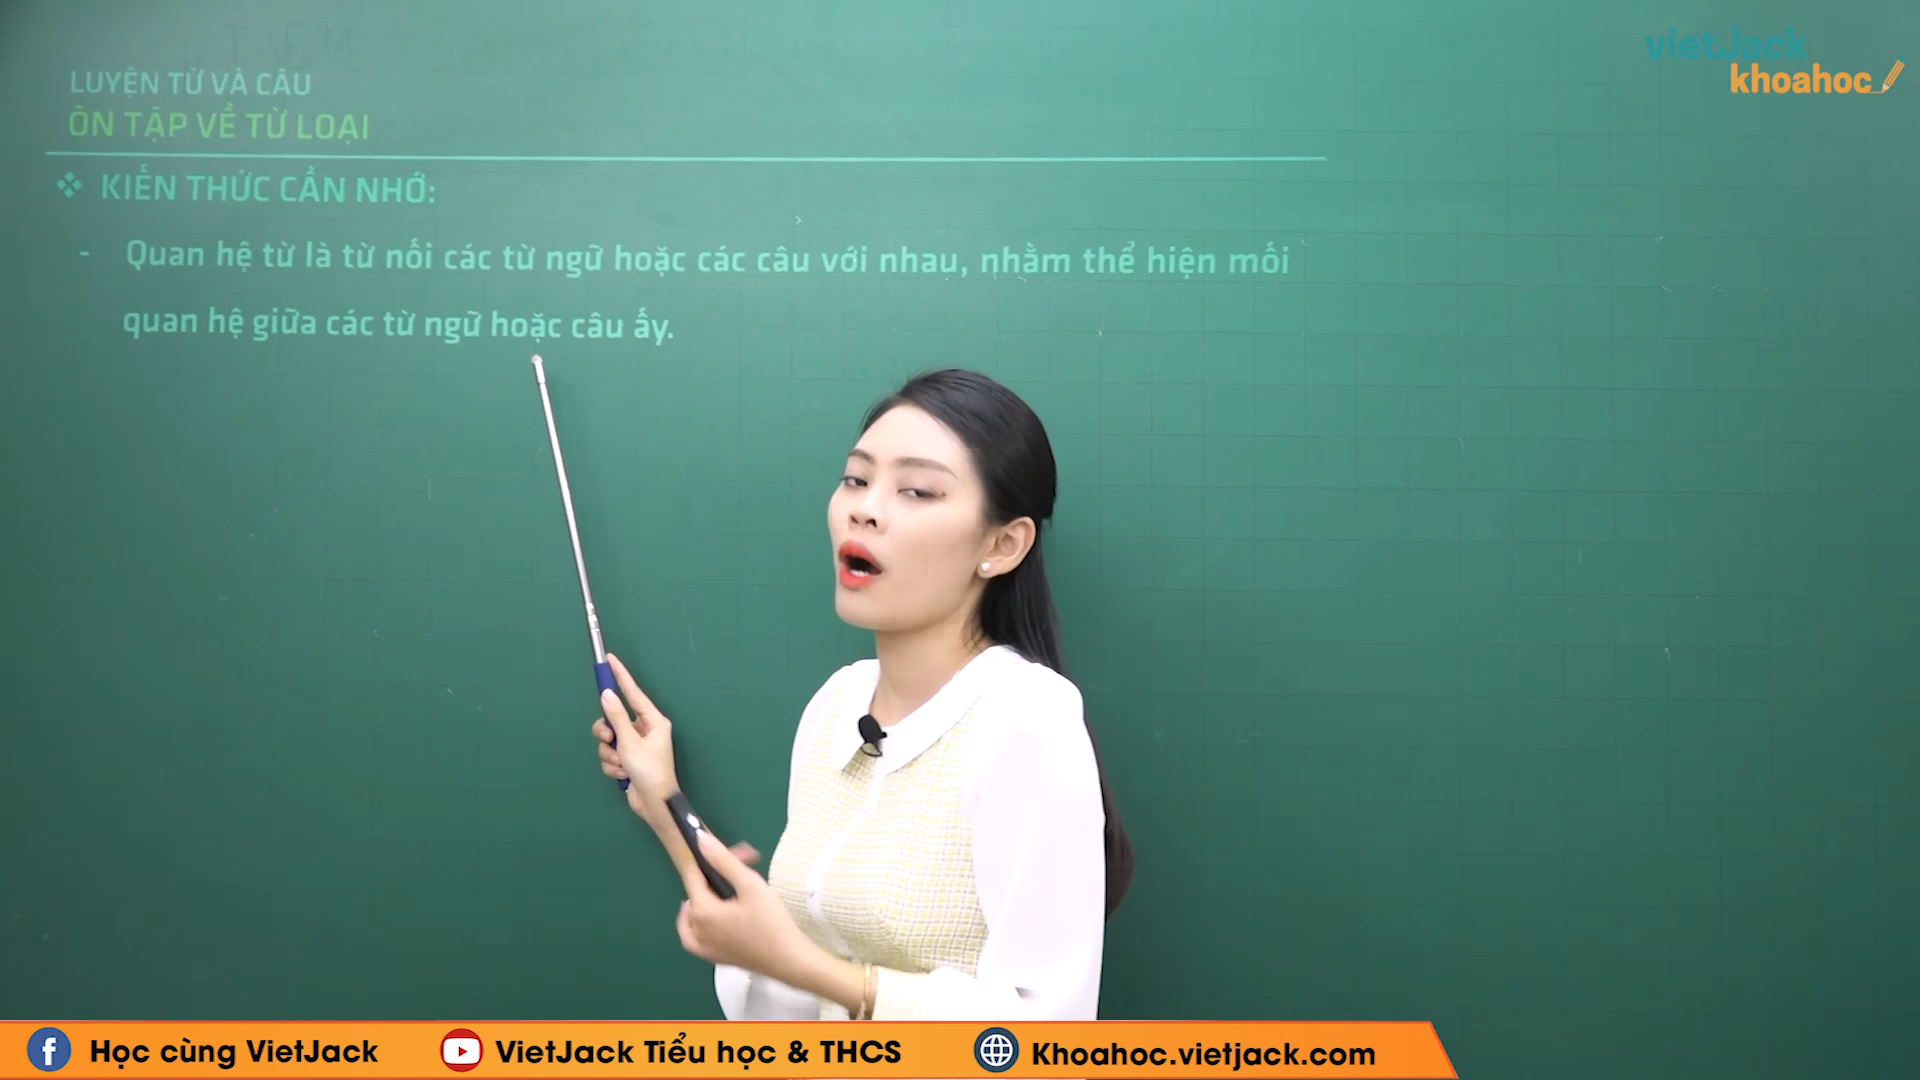 vietJack
khoahoc
LUYỆN TỪ VÀ CÂU
ÔN TẬP VỀ TỪ LOẠI
KIẾN THỨC CẦN NHỚ:
- Quan hệ từ là từ nối các từ ngữ hoặc các câu với nhau, nhằm thể hiện mối
quan hệ giữa các từ ngữ hoặc câu ấy.
Học cùng VietJack
VietJack Tiểu học & THCS
Khoahoc.vietjack.com